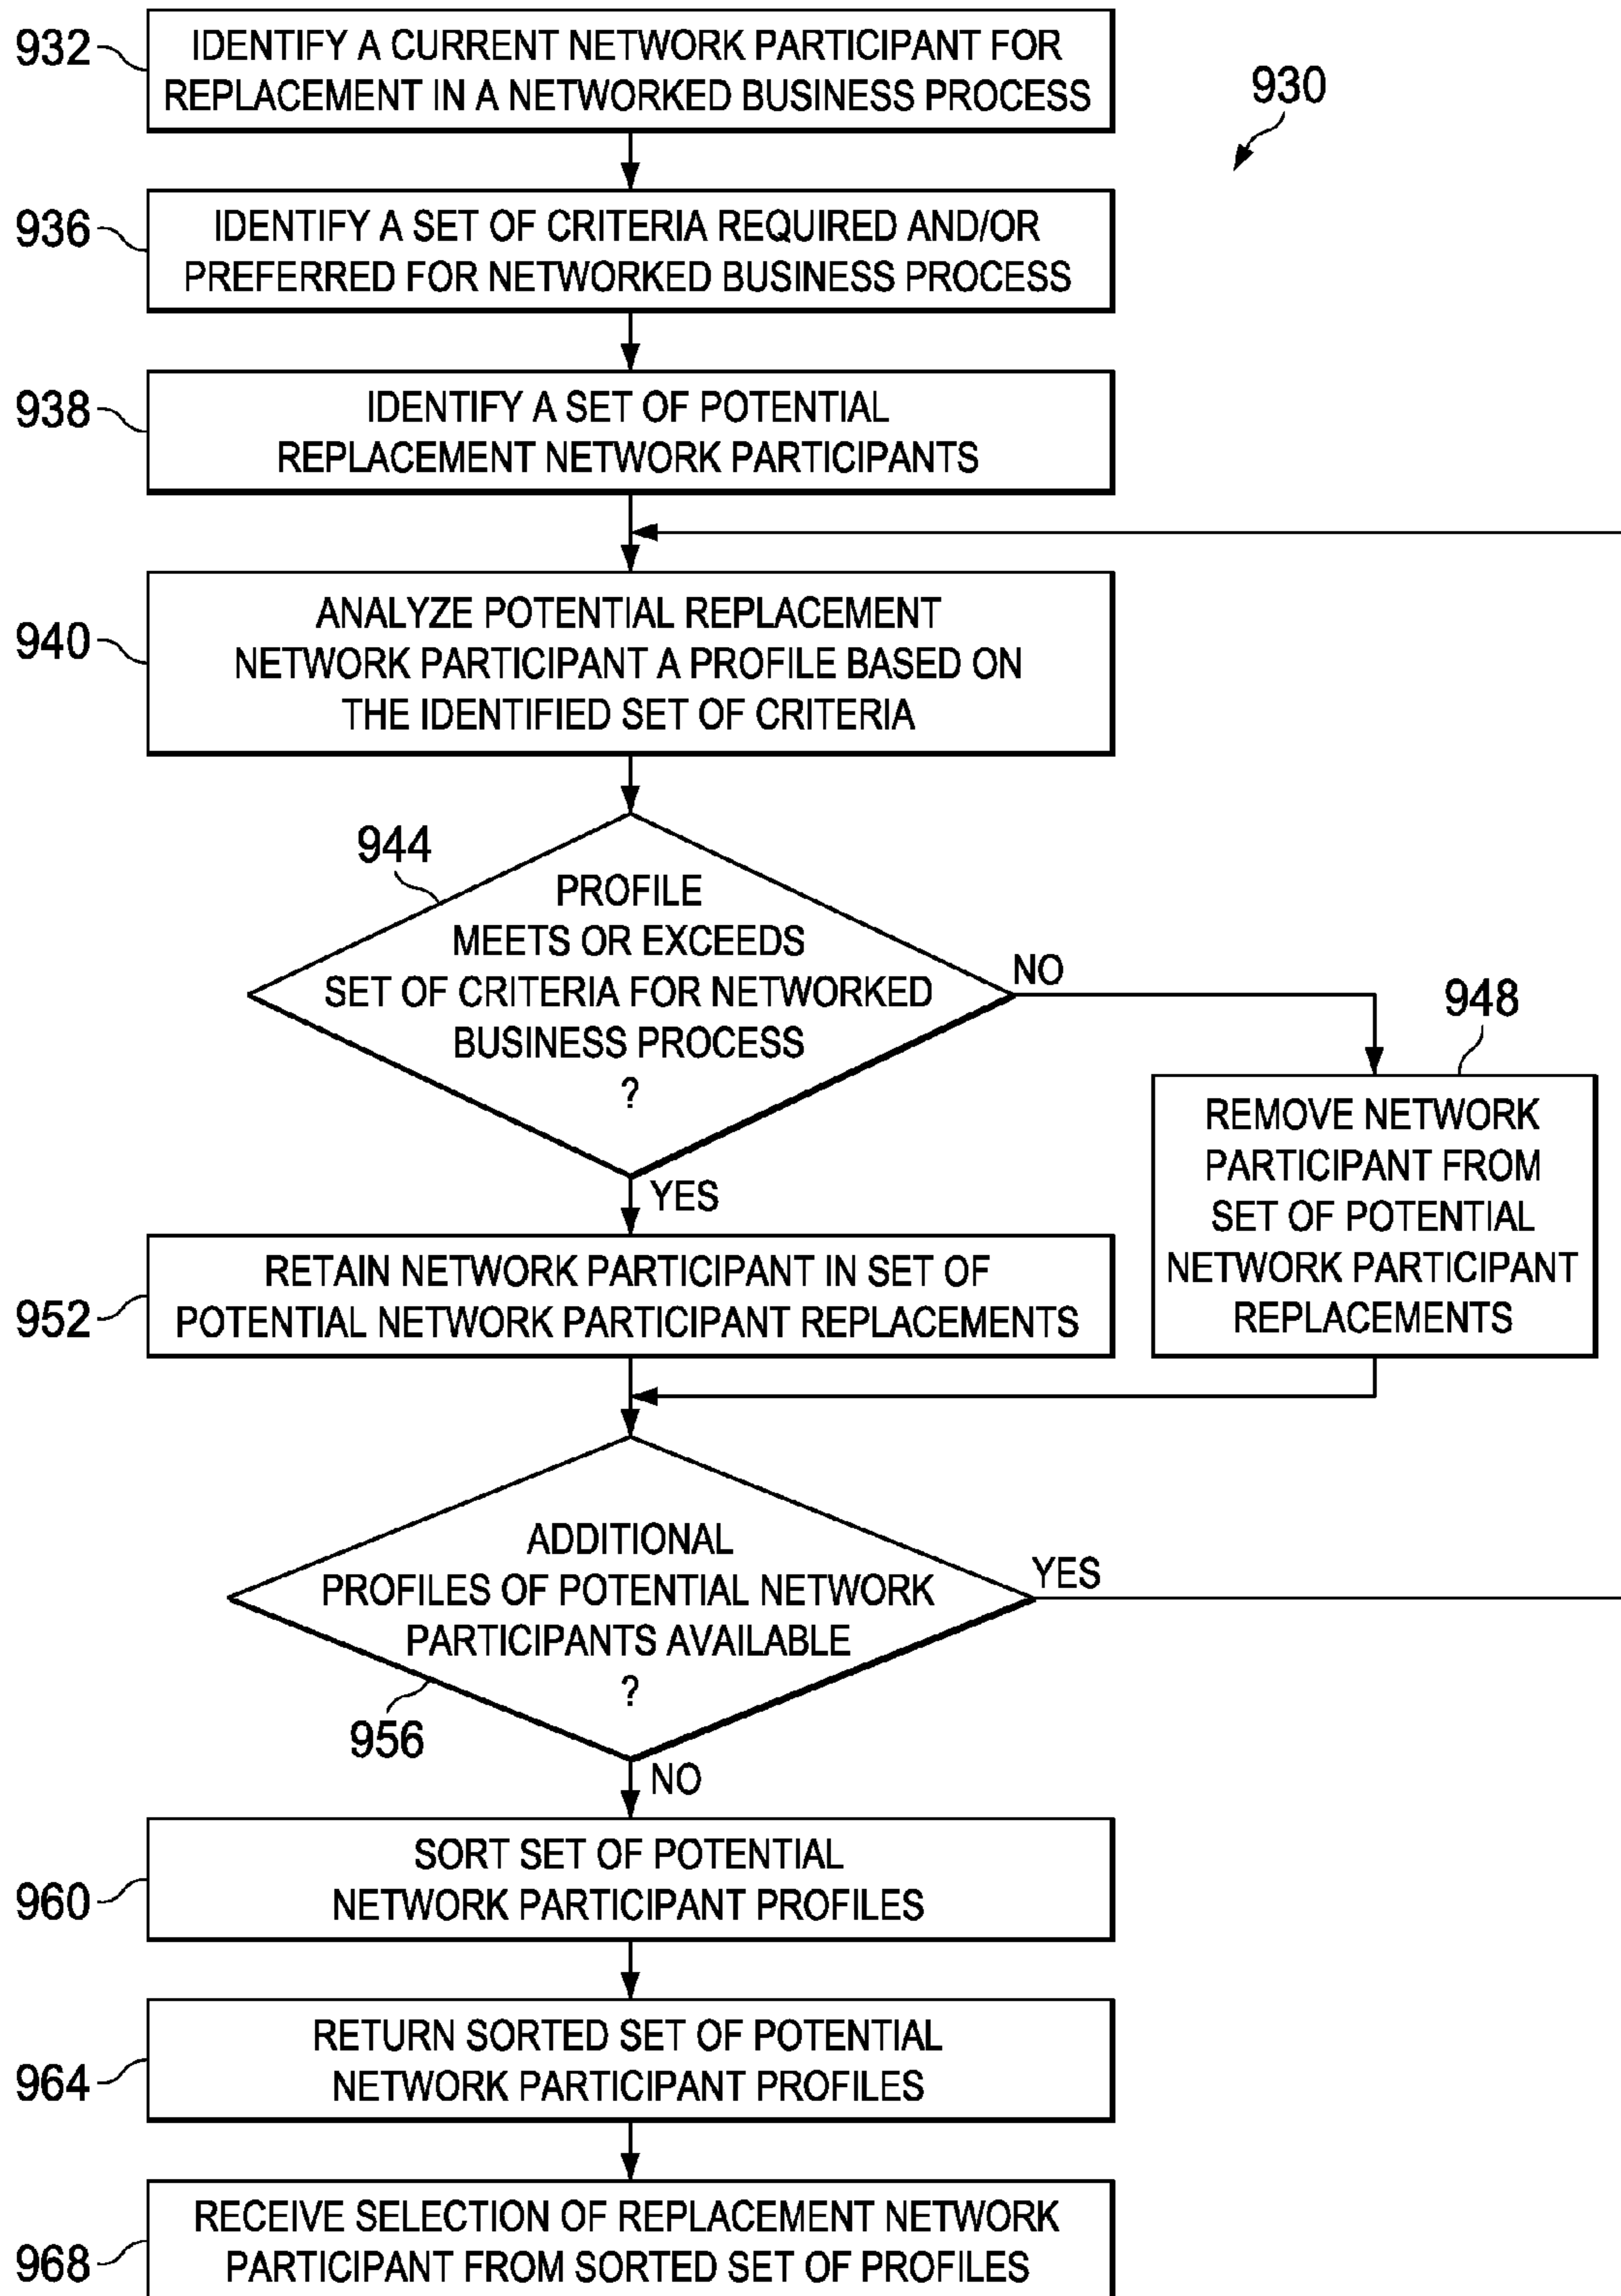 932
IDENTIFY A CURRENT NETWORK PARTICIPANT FOR
REPLACEMENT IN A NETWORKED BUSINESS PROCESS
930
936
IDENTIFY A SET OF CRITERIA REQUIRED AND/OR
PREFERRED FOR NETWORKED BUSINESS PROCESS
938
IDENTIFY A SET OF POTENTIAL
REPLACEMENT NETWORK PARTICIPANTS
940
ANALYZE POTENTIAL REPLACEMENT
NETWORK PARTICIPANT A PROFILE BASED ON
THE IDENTIFIED SET OF CRITERIA
944
PROFILE
MEETS OR EXCEEDS
SET OF CRITERIA FOR NETWORKED
BUSINESS PROCESS
?
NO
948
REMOVE NETWORK
PARTICIPANT FROM
SET OF POTENTIAL
NETWORK PARTICIPANT
REPLACEMENTS
YES
952
RETAIN NETWORK PARTICIPANT IN SET OF
POTENTIAL NETWORK PARTICIPANT REPLACEMENTS
ADDITIONAL
PROFILES OF POTENTIAL NETWORK
PARTICIPANTS AVAILABLE
?
YES
956
NO
960
SORT SET OF POTENTIAL
NETWORK PARTICIPANT PROFILES
964
RETURN SORTED SET OF POTENTIAL
NETWORK PARTICIPANT PROFILES
968
RECEIVE SELECTION OF REPLACEMENT NETWORK
PARTICIPANT FROM SORTED SET OF PROFILES